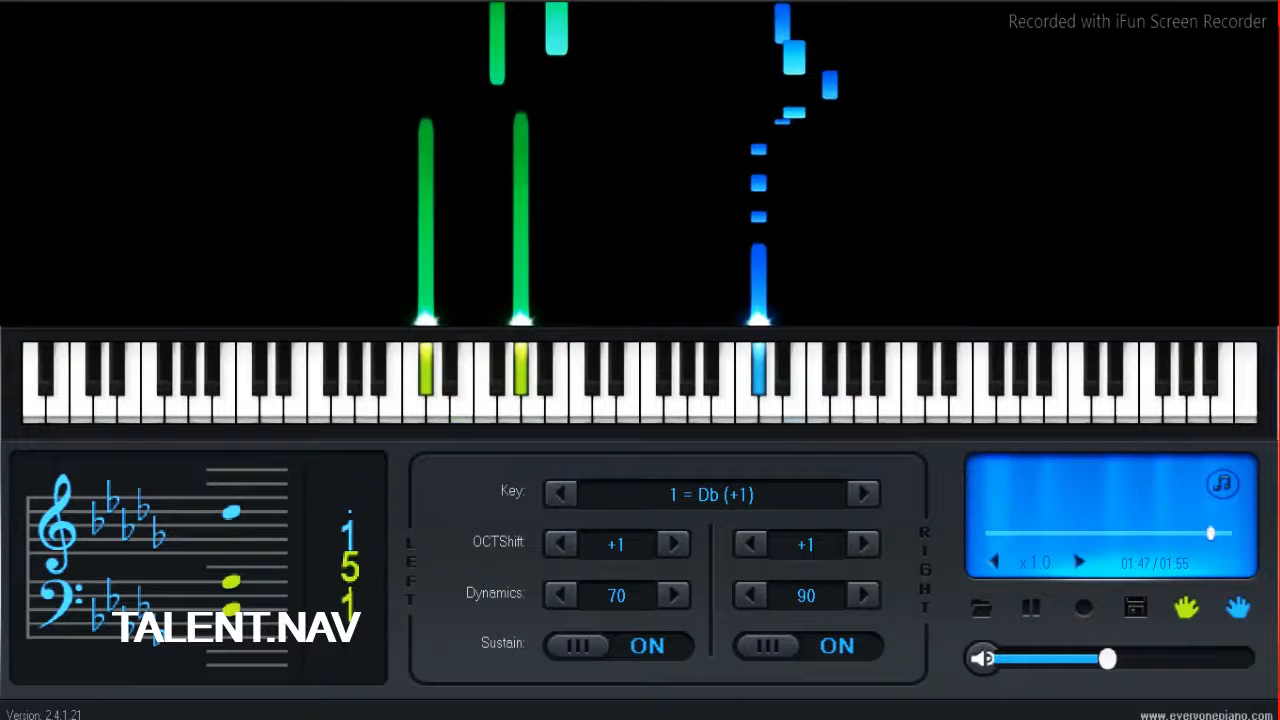 Recorded with iFun Screen Recorder
Key: 1 = Db (+1)
OCTShift: +1 +1
Dynamics: 70 90
Sustain: ON ON
LEFT
RIGHT
i
5
1
TALENT.NAV
x 1.0 01:47 / 01:55
Version: 2.4.1.21
www.everyonepiano.com